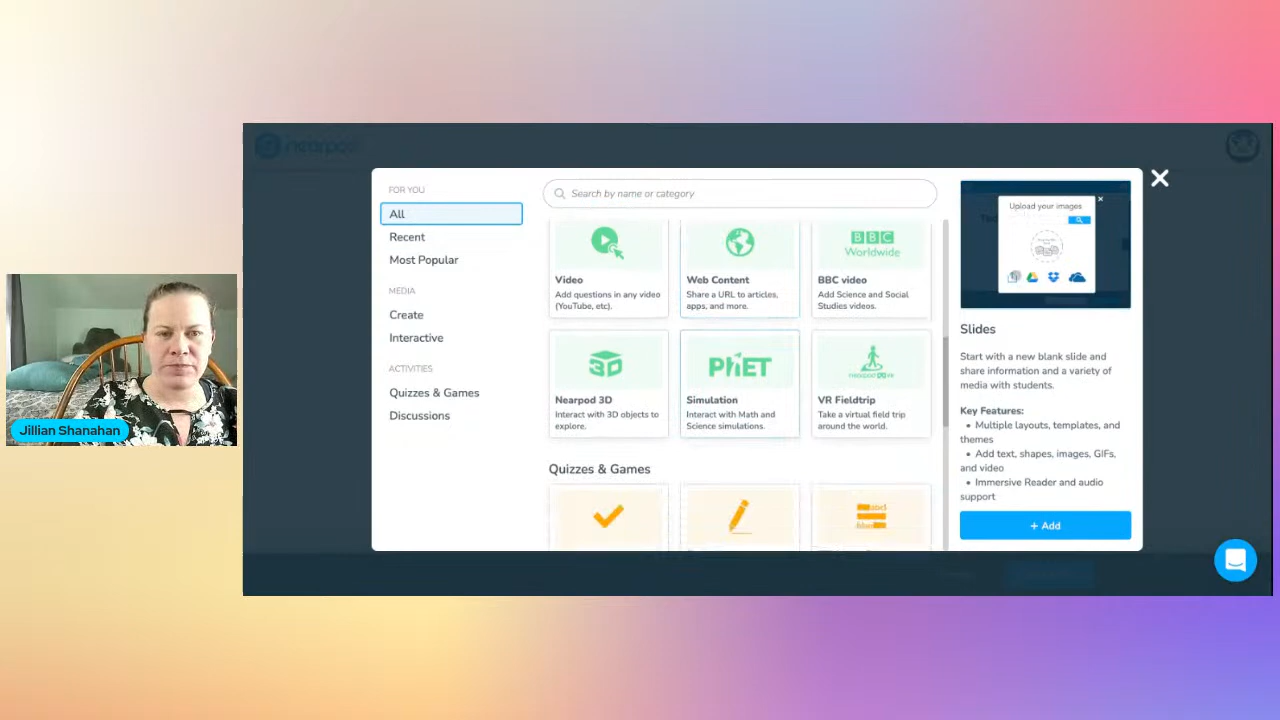 nearpod
FOR YOU
All
Recent
Most Popular
MEDIA
Create
Interactive
ACTIVITIES
Quizzes & Games
Discussions
Search by name or category
Video
Add questions in any video
(YouTube, etc).
Web Content
Share a URL to articles,
apps, and more.
BBC
Worldwide
BBC video
Add Science and Social
Studies videos.
3D
Nearpod 3D
Interact with 3D objects to
explore.
PhET
Simulation
Interact with Math and
Science simulations.
nearpod VR
VR Fieldtrip
Take a virtual field trip
around the world.
Quizzes & Games
Upload your images
Slides
Start with a new blank slide and
share information and a variety of
media with students.
Key Features:
• Multiple layouts, templates, and
themes
• Add text, shapes, images, GIFs,
and video
• Immersive Reader and audio
support
+ Add
Jillian Shanahan